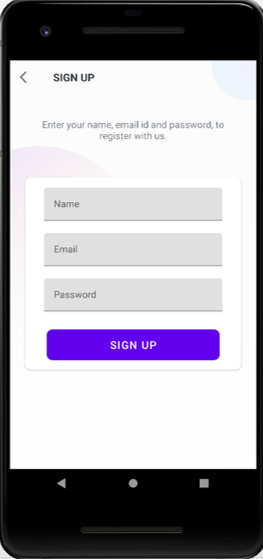 SIGN UP
Enter your name, email id and password, to
register with us.
Name
Email
Password
SIGN UP